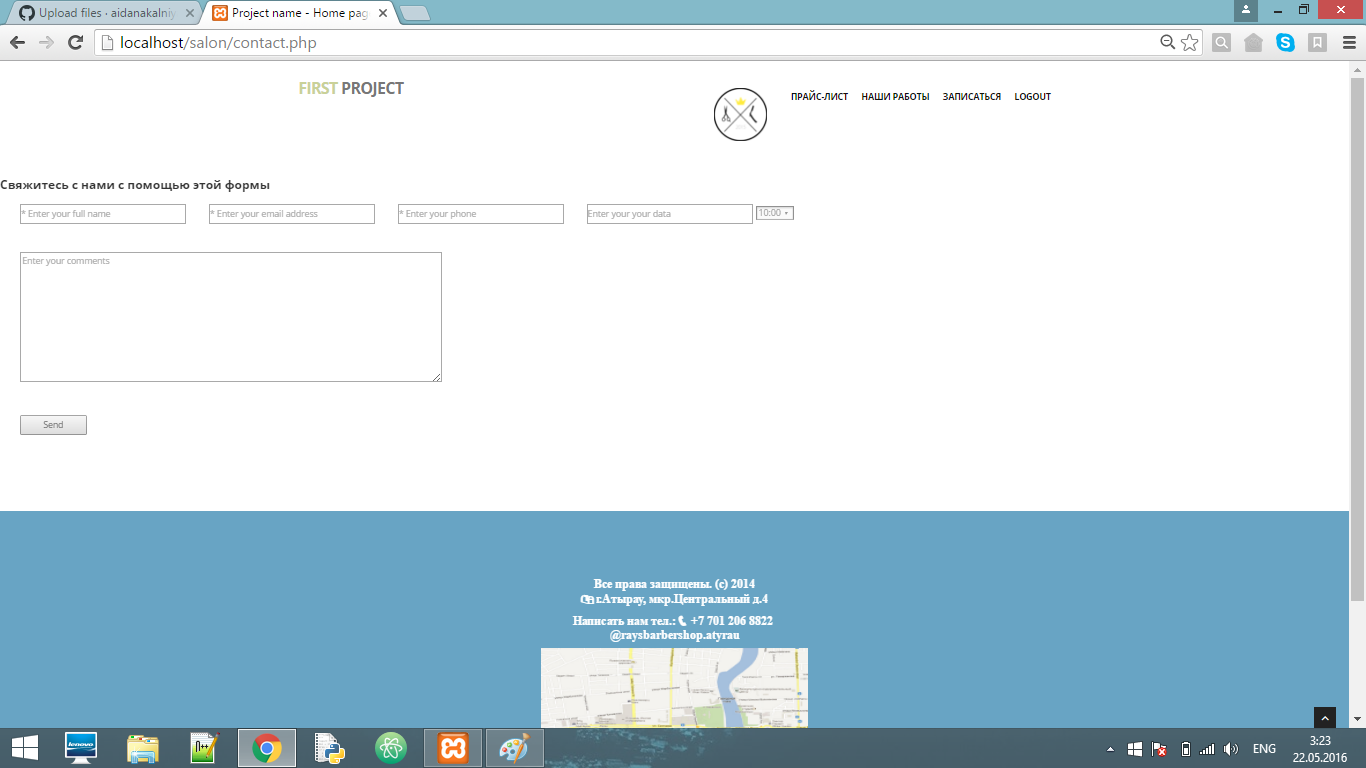 Upload files · aidanakalniy
Project name - Home pag
localhost/salon/contact.php
FIRST PROJECT
ПРАЙС-ЛИСТ НАШИ РАБОТЫ ЗАПИСАТЬСЯ LOGOUT
Свяжитесь с нами с помощью этой формы
* Enter your full name
* Enter your email address
* Enter your phone
Enter your your data
10:00
Enter your comments
Send
Все права защищены. (c) 2014
г.Атырау, мкр.Центральный д.4
Написать нам тел.: +7 701 206 8822
@raysbarbershop.atyrau
lenovo
ENG
3:23
22.05.2016